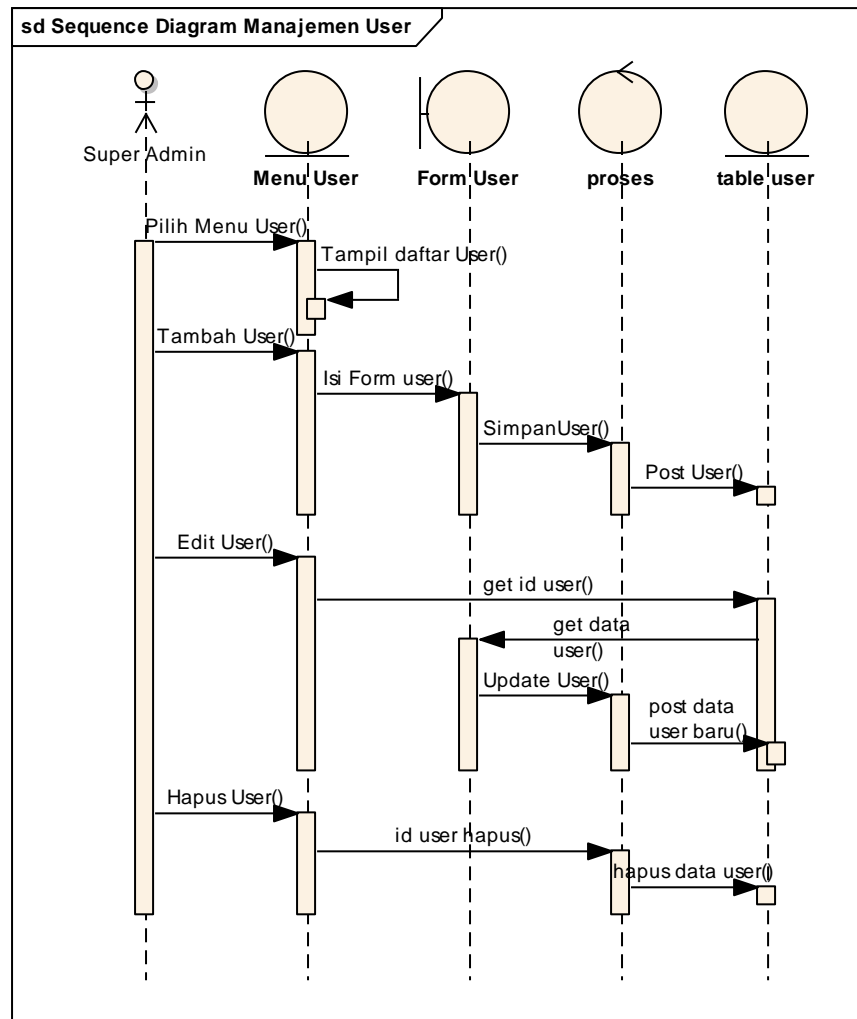 sd Sequence Diagram Manajemen User
Super Admin
Menu User
Form User
proses
table user
Pilih Menu User()
Tampil daftar User()
Tambah User()
Isi Form user()
SimpanUser()
Post User()
Edit User()
get id user()
get data
user()
Update User()
post data
user baru()
Hapus User()
id user hapus()
hapus data user()